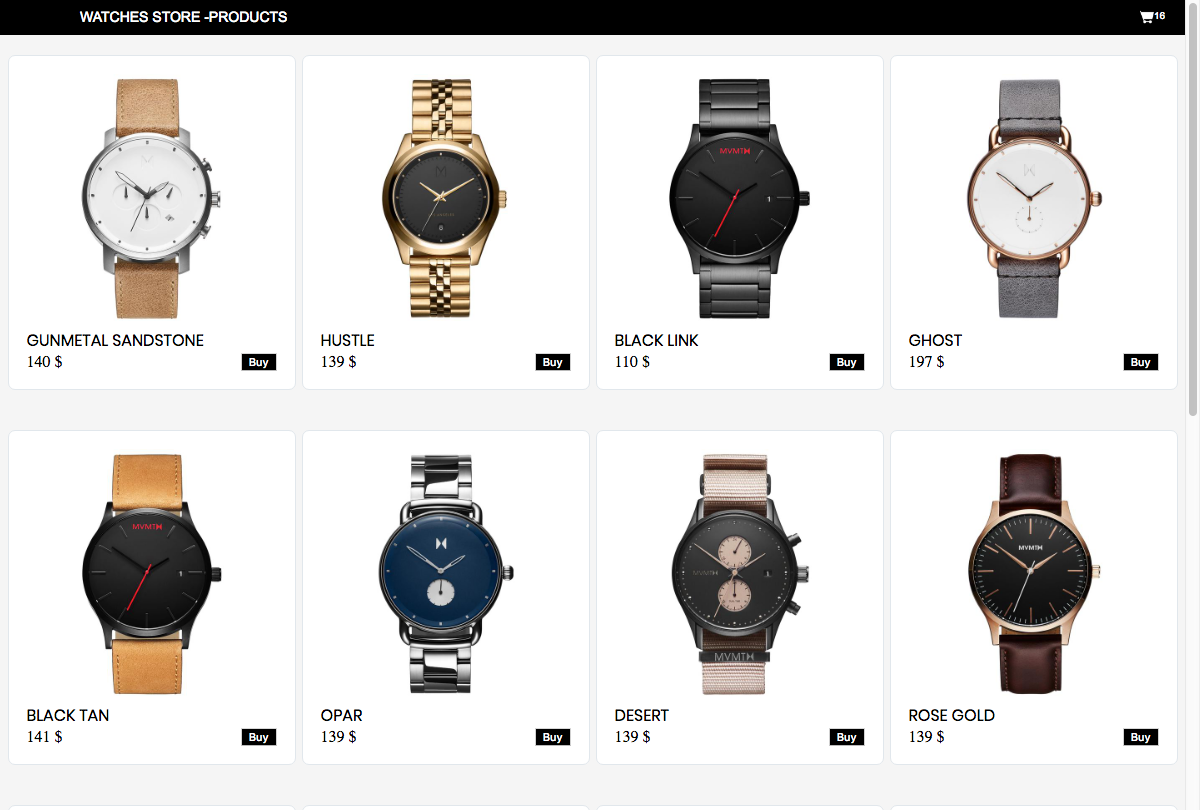 WATCHES STORE -PRODUCTS
16
GUNMETAL SANDSTONE
140 $
Buy
HUSTLE
139 $
Buy
MVMT
BLACK LINK
110 $
Buy
GHOST
197 $
Buy
MVMT
BLACK TAN
141 $
Buy
OPAR
139 $
Buy
MVMT
MVMT
DESERT
139 $
Buy
MVMT
ROSE GOLD
139 $
Buy